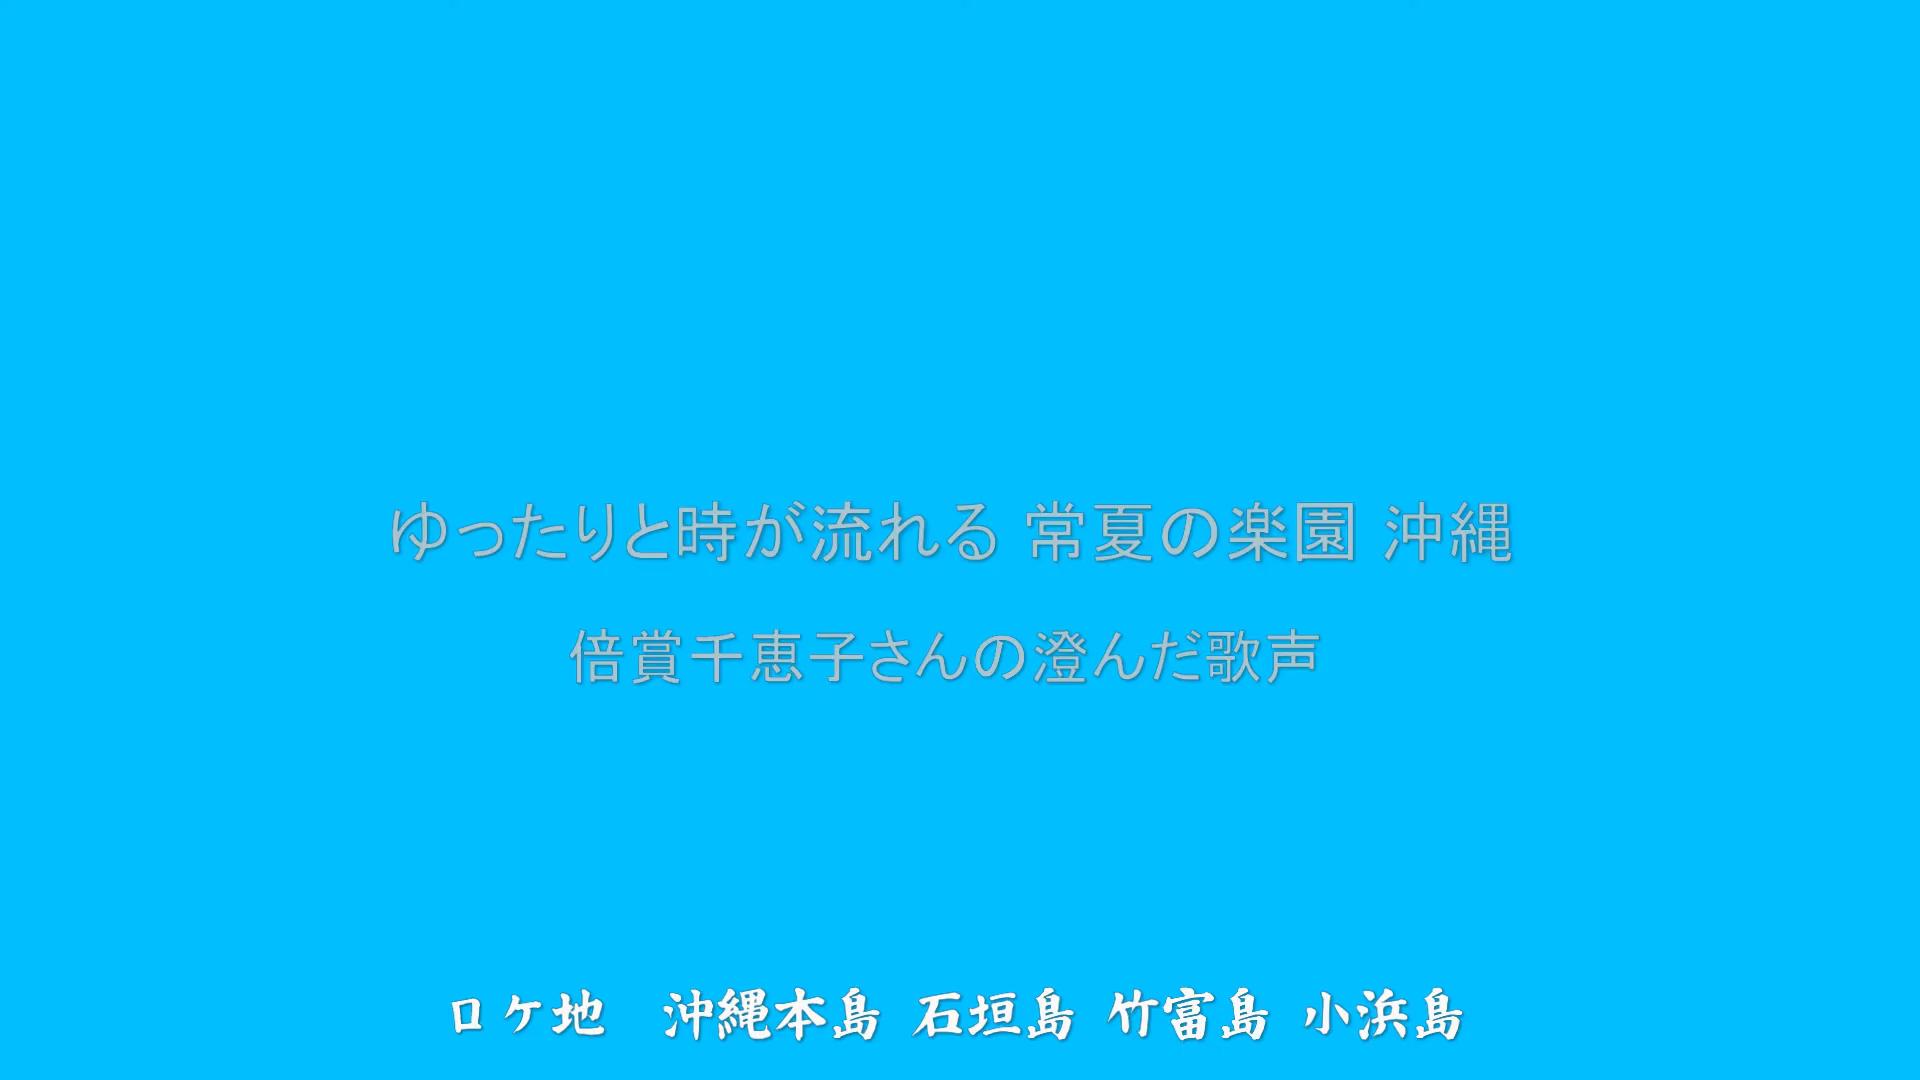 ゆったりと時が流れる 常夏の楽園 沖縄
倍賞千恵子さんの澄んだ歌声
ロケ地　沖縄本島 石垣島 竹富島 小浜島